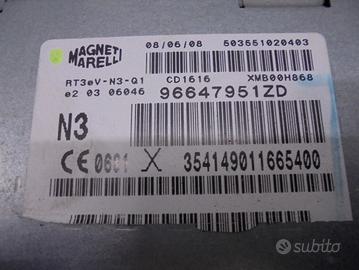 MAGNETI
MARELLI
08/06/08 503551020403
RT3eV-N3-Q1 CD1616 XMB00H868
e2 03 06046 96647951ZD
N3
CE 0681 X 354149011665400
subito